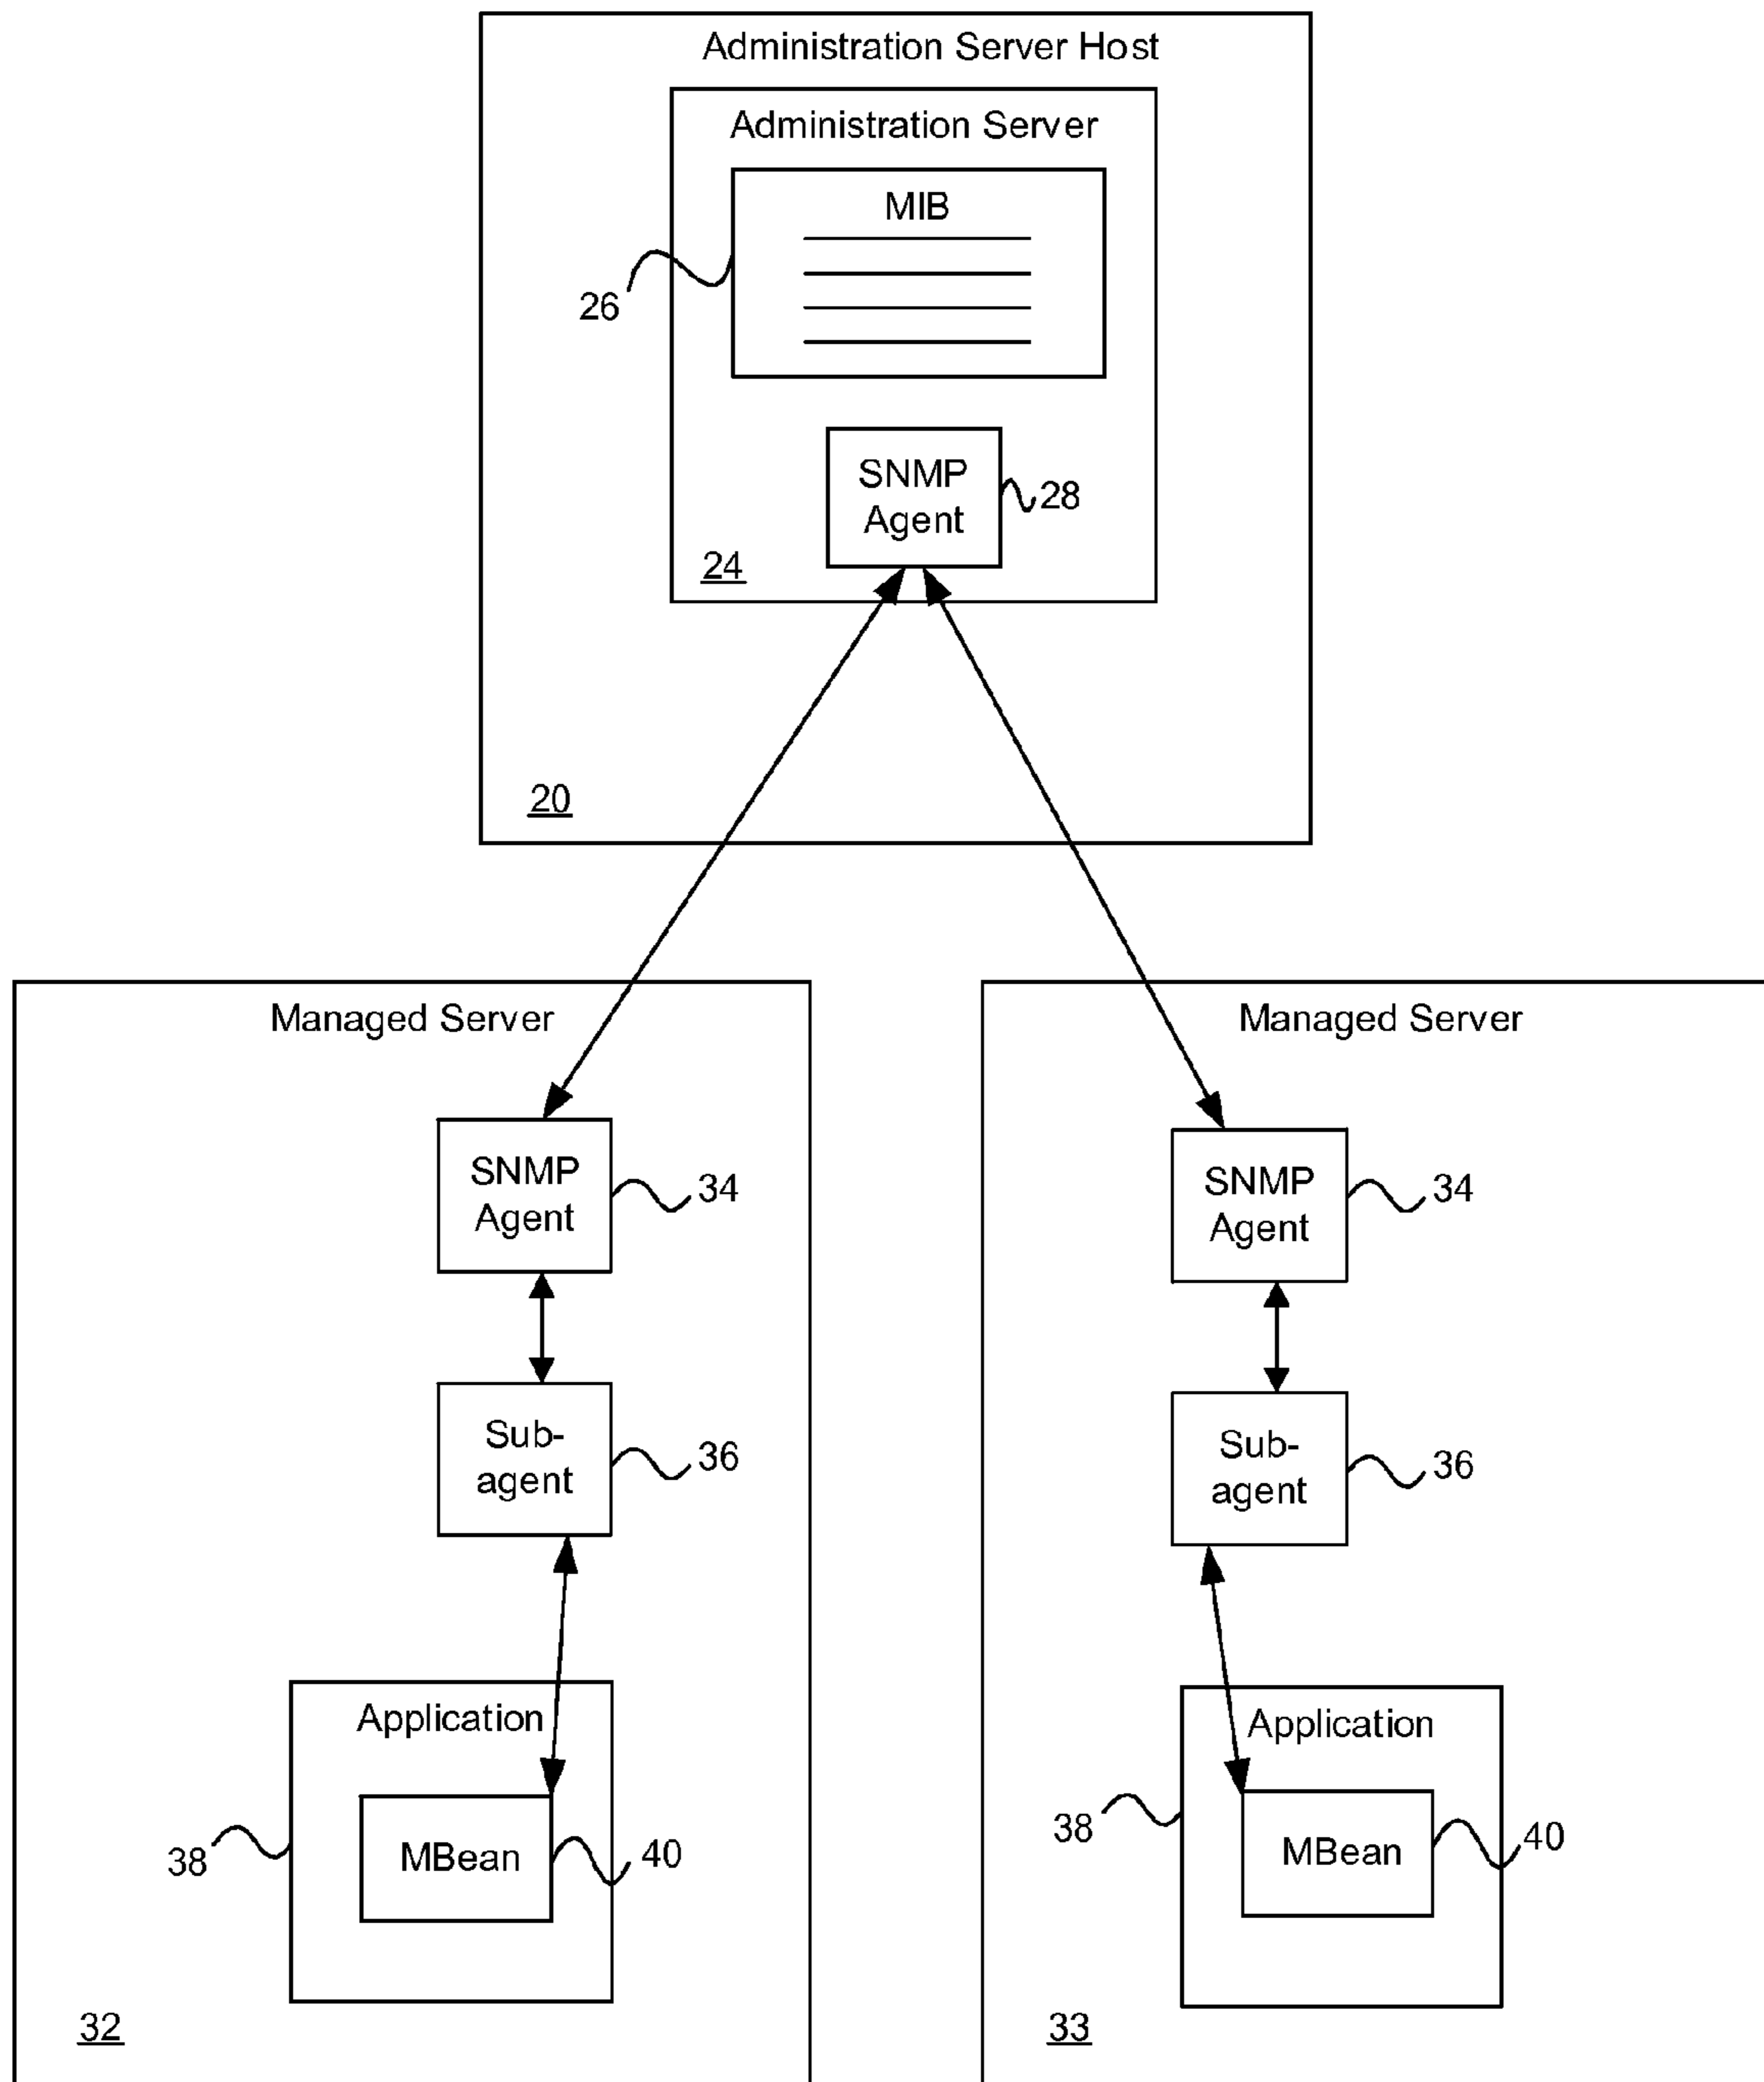 Administration Server Host
Administration Server
MIB
26
SNMP
Agent
28
24
20
Managed Server
SNMP
Agent
34
Sub-
agent
36
Application
MBean
38
40
32
Managed Server
SNMP
Agent
34
Sub-
agent
36
Application
MBean
38
40
33